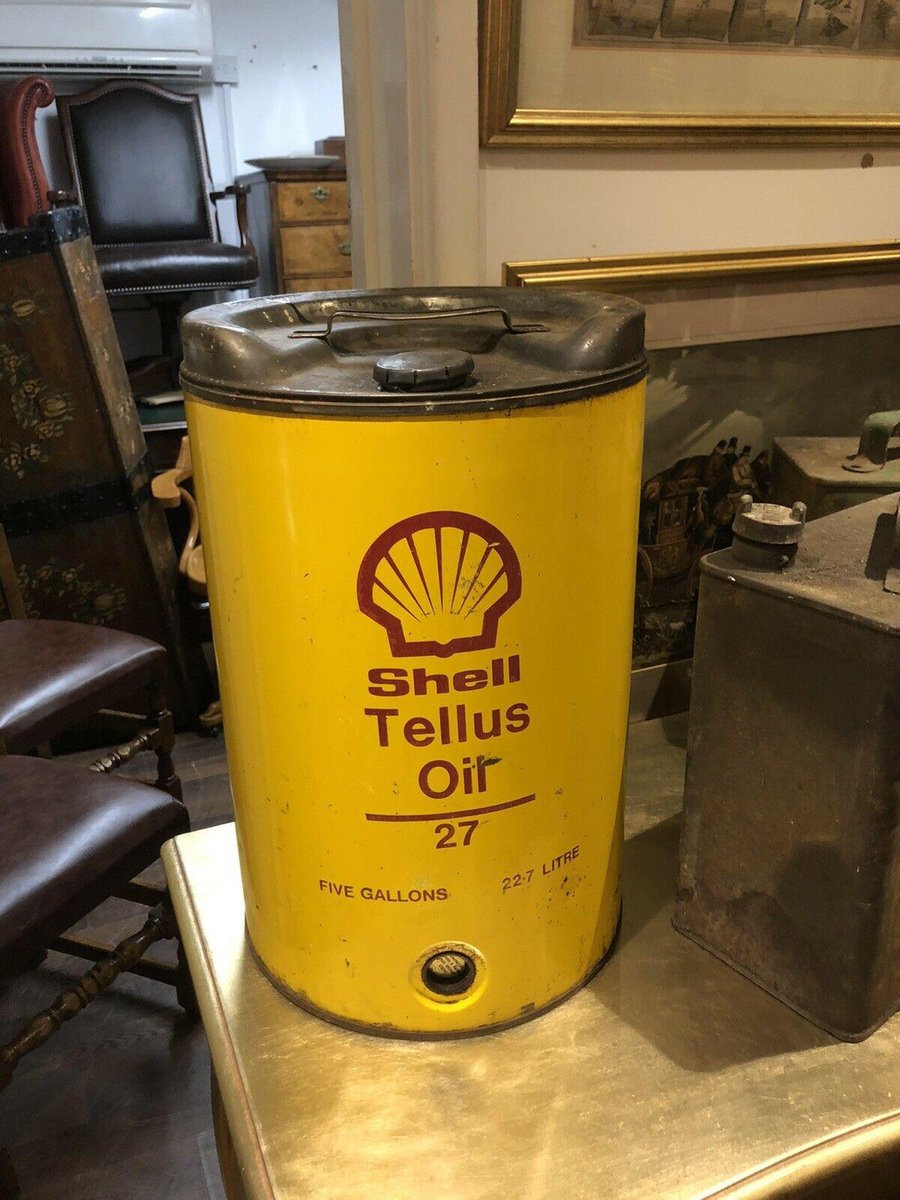 Shell
Tellus
Oil
27
FIVE GALLONS 22·7 LITRE